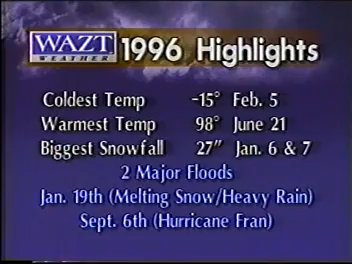 WAZT
WEATHER
1996 Highlights
Coldest Temp -15° Feb. 5
Warmest Temp 98° June 21
Biggest Snowfall 27" Jan. 6 & 7
2 Major Floods
Jan. 19th (Melting Snow/Heavy Rain)
Sept. 6th (Hurricane Fran)